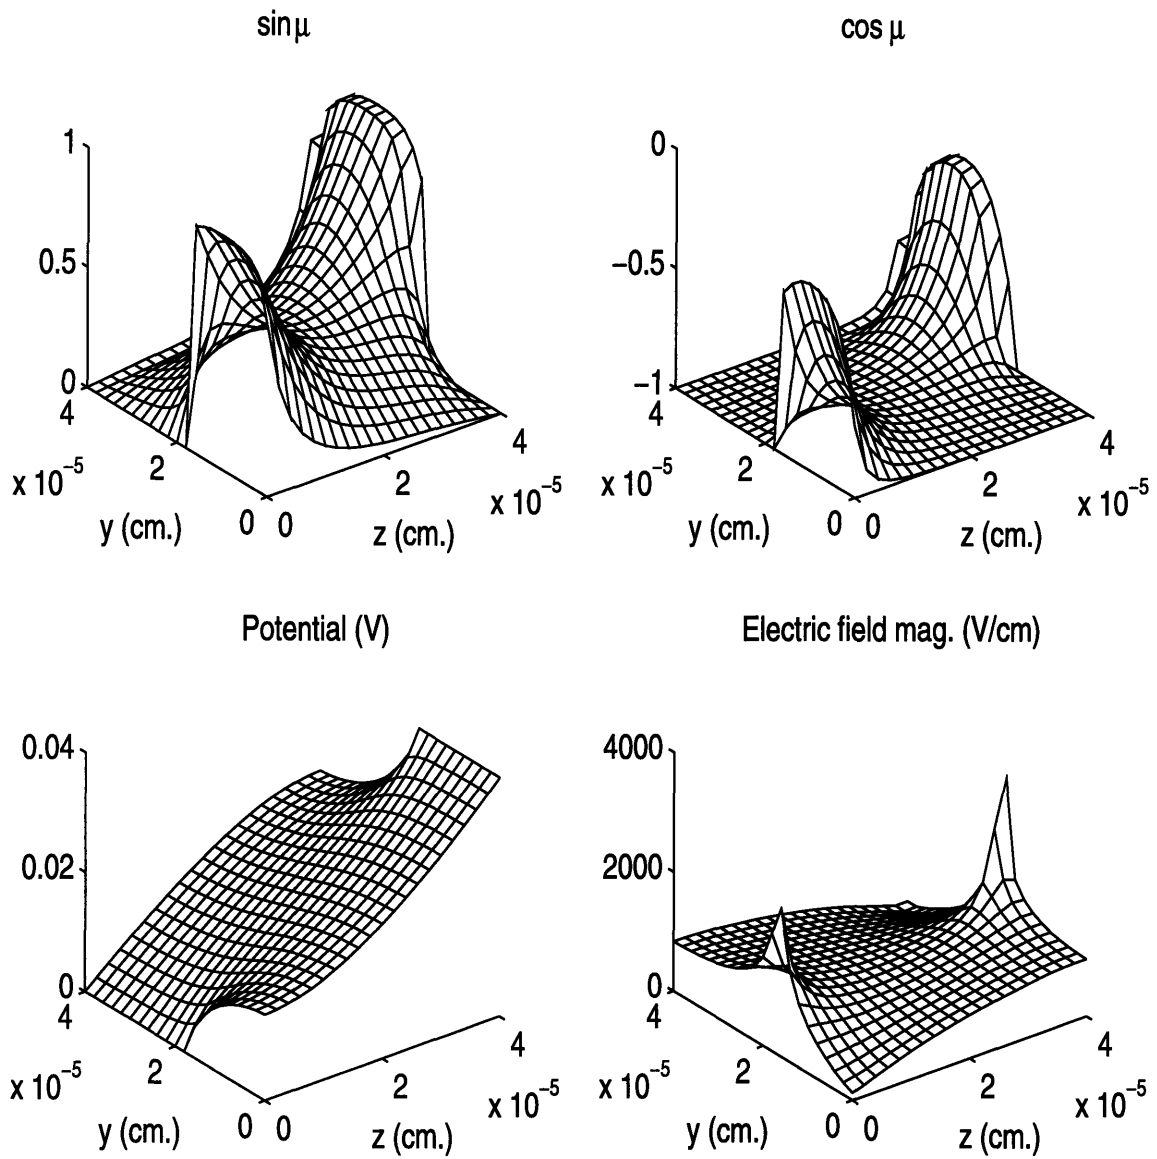 sin μ
cos μ
1
0.5
0
4
2
0
x 10⁻⁵
y (cm.)
0
2
4
x 10⁻⁵
z (cm.)
0
−0.5
−1
4
2
0
x 10⁻⁵
y (cm.)
0
2
4
x 10⁻⁵
z (cm.)
Potential (V)
Electric field mag. (V/cm)
0.04
0.02
0
4
2
0
x 10⁻⁵
y (cm.)
0
2
4
x 10⁻⁵
z (cm.)
4000
2000
0
4
2
0
x 10⁻⁵
y (cm.)
0
2
4
x 10⁻⁵
z (cm.)